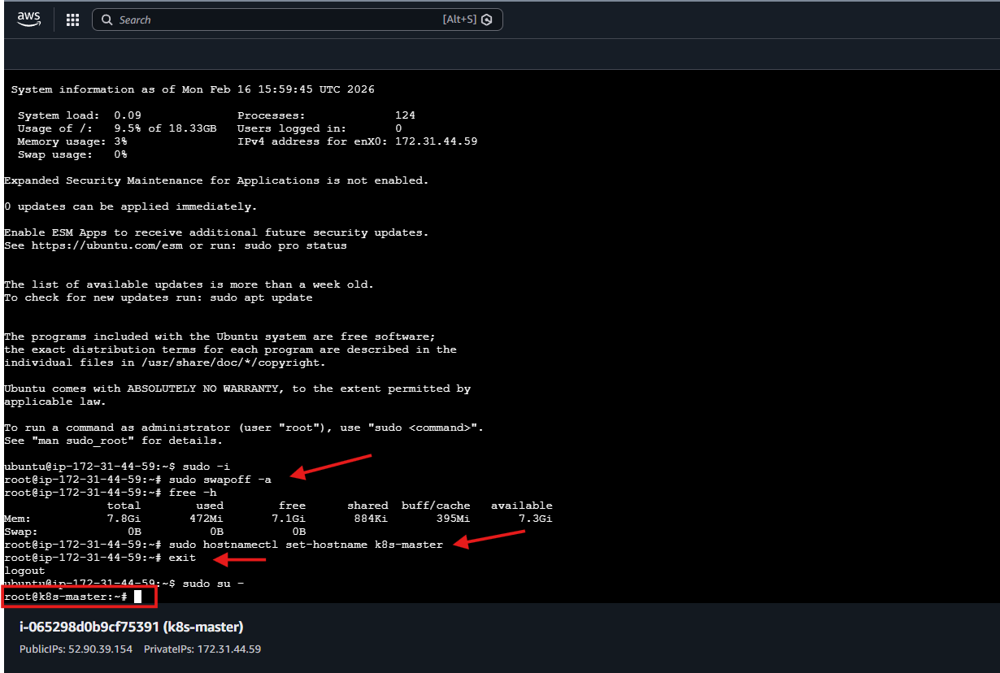 aws
Search [Alt+S]
System information as of Mon Feb 16 15:59:45 UTC 2026
System load: 0.09 Processes: 124
Usage of /: 9.5% of 18.33GB Users logged in: 0
Memory usage: 3% IPv4 address for enX0: 172.31.44.59
Swap usage: 0%
Expanded Security Maintenance for Applications is not enabled.
0 updates can be applied immediately.
Enable ESM Apps to receive additional future security updates.
See https://ubuntu.com/esm or run: sudo pro status
The list of available updates is more than a week old.
To check for new updates run: sudo apt update
The programs included with the Ubuntu system are free software;
the exact distribution terms for each program are described in the
individual files in /usr/share/doc/*/copyright.
Ubuntu comes with ABSOLUTELY NO WARRANTY, to the extent permitted by
applicable law.
To run a command as administrator (user "root"), use "sudo <command>".
See "man sudo_root" for details.
ubuntu@ip-172-31-44-59:~$ sudo -i
root@ip-172-31-44-59:~# sudo swapoff -a
root@ip-172-31-44-59:~# free -h
total used free shared buff/cache available
Mem: 7.8Gi 472Mi 7.1Gi 884Ki 395Mi 7.3Gi
Swap: 0B 0B 0B
root@ip-172-31-44-59:~# sudo hostnamectl set-hostname k8s-master
root@ip-172-31-44-59:~# exit
logout
ubuntu@ip-172-31-44-59:~$ sudo su -
root@k8s-master:~#
i-065298d0b9cf75391 (k8s-master)
PublicIPs: 52.90.39.154 PrivateIPs: 172.31.44.59